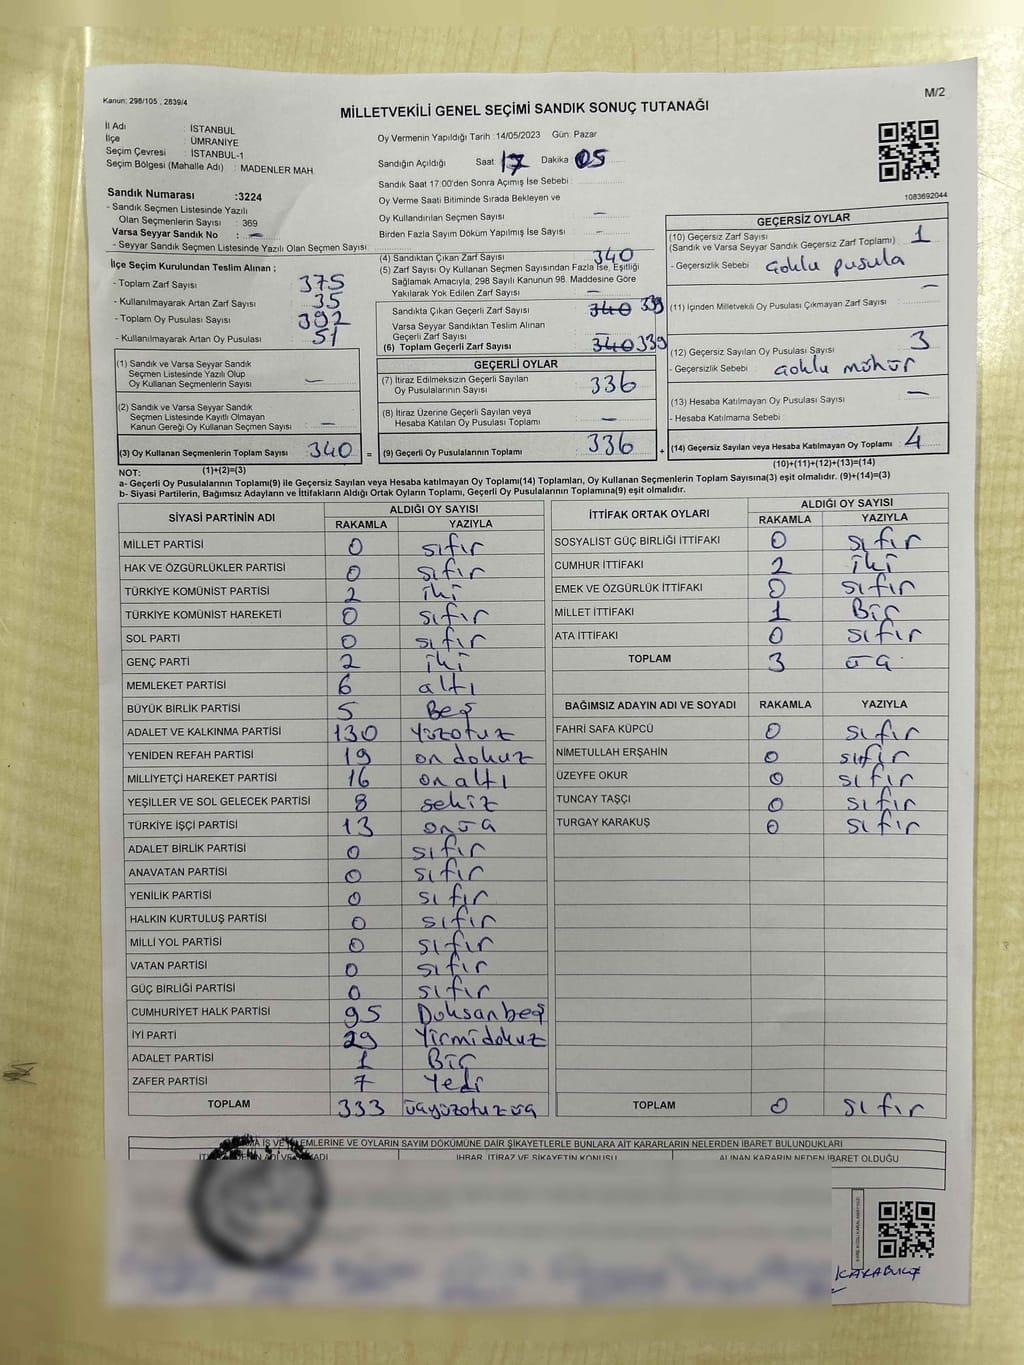 Kanun: 298/105 , 2839/4
M/2
MİLLETVEKİLİ GENEL SEÇİMİ SANDIK SONUÇ TUTANAĞI
İl Adı : İSTANBUL
İlçe : ÜMRANİYE
Seçim Çevresi : İSTANBUL-1
Seçim Bölgesi (Mahalle Adı) : MADENLER MAH.
Oy Vermenin Yapıldığı Tarih :14/05/2023 Gün: Pazar
Sandığın Açıldığı Saat 17 Dakika 05
Sandık Saat 17:00'den Sonra Açımış İse Sebebi :
Oy Verme Saati Bitiminde Sırada Bekleyen ve
Oy Kullandırılan Seçmen Sayısı : —
Birden Fazla Sayım Döküm Yapılmış İse Sayısı : —
1083692044
Sandık Numarası :3224
- Sandık Seçmen Listesinde Yazılı
Olan Seçmenlerin Sayısı : 369
Varsa Seyyar Sandık No : —
- Seyyar Sandık Seçmen Listesinde Yazılı Olan Seçmen Sayısı :
İlçe Seçim Kurulundan Teslim Alınan ;
- Toplam Zarf Sayısı : 375
- Kullanılmayarak Artan Zarf Sayısı : 35
- Toplam Oy Pusulası Sayısı : 392
- Kullanılmayarak Artan Oy Pusulası : 51
(1) Sandık ve Varsa Seyyar Sandık
Seçmen Listesinde Yazılı Olup
Oy Kullanan Seçmenlerin Sayısı : —
(2) Sandık ve Varsa Seyyar Sandık
Seçmen Listesinde Kayıtlı Olmayan
Kanun Gereği Oy Kullanan Seçmen Sayısı : —
(3) Oy Kullanan Seçmenlerin Toplam Sayısı : 340 =
(1)+(2)=(3)
(4) Sandıktan Çıkan Zarf Sayısı : 340
(5) Zarf Sayısı Oy Kullanan Seçmen Sayısından Fazla İse, Eşitliği
Sağlamak Amacıyla, 298 Sayılı Kanunun 98. Maddesine Göre
Yakılarak Yok Edilen Zarf Sayısı : —
Sandıkta Çıkan Geçerli Zarf Sayısı : 340 339
Varsa Seyyar Sandıktan Teslim Alınan
Geçerli Zarf Sayısı :
(6) Toplam Geçerli Zarf Sayısı : 340 339
GEÇERLİ OYLAR
(7) İtiraz Edilmeksizin Geçerli Sayılan
Oy Pusulalarının Sayısı : 336
(8) İtiraz Üzerine Geçerli Sayılan veya
Hesaba Katılan Oy Pusulası Toplamı : —
(9) Geçerli Oy Pusulalarının Toplamı : 336 +
GEÇERSİZ OYLAR
(10) Geçersiz Zarf Sayısı : 1
(Sandık ve Varsa Seyyar Sandık Geçersiz Zarf Toplamı)
- Geçersizlik Sebebi : çoklu pusula
(11) İçinden Milletvekili Oy Pusulası Çıkmayan Zarf Sayısı : —
(12) Geçersiz Sayılan Oy Pusulası Sayısı : 3
- Geçersizlik Sebebi : çoklu mühür
(13) Hesaba Katılmayan Oy Pusulası Sayısı : —
- Hesaba Katılmama Sebebi :
(14) Geçersiz Sayılan veya Hesaba Katılmayan Oy Toplamı : 4
(10)+(11)+(12)+(13)=(14)
NOT:
a- Geçerli Oy Pusulalarının Toplamı(9) ile Geçersiz Sayılan veya Hesaba katılmayan Oy Toplamı(14) Toplamları, Oy Kullanan Seçmenlerin Toplam Sayısına(3) eşit olmalıdır. (9)+(14)=(3)
b- Siyasi Partilerin, Bağımsız Adayların ve İttifakların Aldığı Ortak Oyların Toplamı, Geçerli Oy Pusulalarının Toplamına(9) eşit olmalıdır.
SİYASİ PARTİNİN ADI ALDIĞI OY SAYISI
RAKAMLA YAZIYLA
MİLLET PARTİSİ 0 sıfır
HAK VE ÖZGÜRLÜKLER PARTİSİ 0 sıfır
TÜRKİYE KOMÜNİST PARTİSİ 2 iki
TÜRKİYE KOMÜNİST HAREKETİ 0 sıfır
SOL PARTİ 0 sıfır
GENÇ PARTİ 2 iki
MEMLEKET PARTİSİ 6 altı
BÜYÜK BİRLİK PARTİSİ 5 Beş
ADALET VE KALKINMA PARTİSİ 130 Yüzotuz
YENİDEN REFAH PARTİSİ 19 on dokuz
MİLLİYETÇİ HAREKET PARTİSİ 16 on altı
YEŞİLLER VE SOL GELECEK PARTİSİ 8 sekiz
TÜRKİYE İŞÇİ PARTİSİ 13 onüç
ADALET BİRLİK PARTİSİ 0 sıfır
ANAVATAN PARTİSİ 0 sıfır
YENİLİK PARTİSİ 0 sıfır
HALKIN KURTULUŞ PARTİSİ 0 sıfır
MİLLİ YOL PARTİSİ 0 sıfır
VATAN PARTİSİ 0 sıfır
GÜÇ BİRLİĞİ PARTİSİ 0 sıfır
CUMHURİYET HALK PARTİSİ 95 Doksanbeş
İYİ PARTİ 29 Yirmidokuz
ADALET PARTİSİ 1 Bir
ZAFER PARTİSİ 7 Yedi
TOPLAM 333 üçyüzotuzüç
İTTİFAK ORTAK OYLARI ALDIĞI OY SAYISI
RAKAMLA YAZIYLA
SOSYALİST GÜÇ BİRLİĞİ İTTİFAKI 0 sıfır
CUMHUR İTTİFAKI 2 iki
EMEK VE ÖZGÜRLÜK İTTİFAKI 0 sıfır
MİLLET İTTİFAKI 1 Bir
ATA İTTİFAKI 0 sıfır
TOPLAM 3 üç
BAĞIMSIZ ADAYIN ADI VE SOYADI RAKAMLA YAZIYLA
FAHRİ SAFA KÜPCÜ 0 sıfır
NİMETULLAH ERŞAHİN 0 sıfır
ÜZEYFE OKUR 0 sıfır
TUNCAY TAŞÇI 0 sıfır
TURGAY KARAKUŞ 0 sıfır
TOPLAM 0 sıfır
İŞ VE İŞLEMLERİNE VE OYLARIN SAYIM DÖKÜMÜNE DAİR ŞİKAYETLERLE BUNLARA AİT KARARLARIN NELERDEN İBARET BULUNDUKLARI
İHBAR, İTİRAZ VE ŞİKAYETİN KONUSU ALINAN KARARIN NEDEN İBARET OLDUĞU